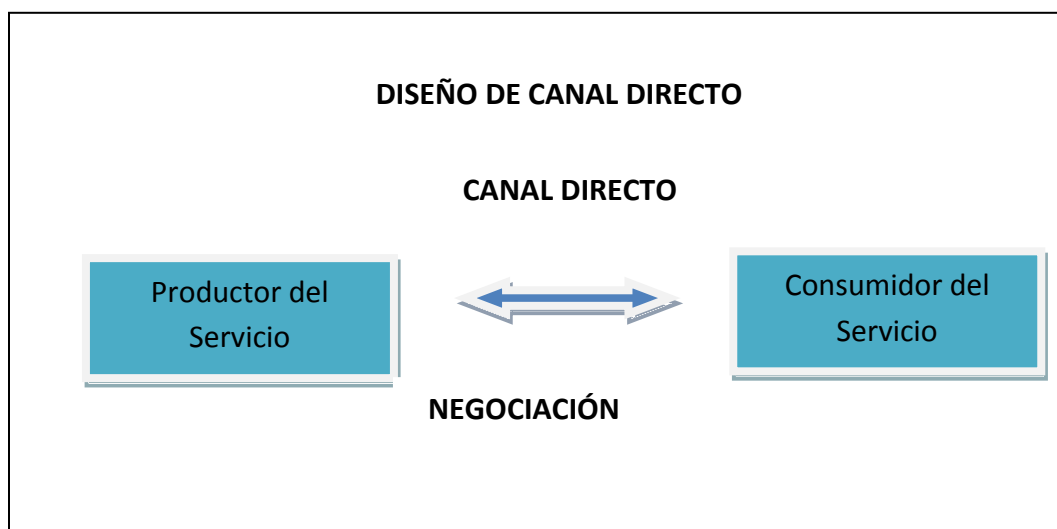 DISEÑO DE CANAL DIRECTO
CANAL DIRECTO
Productor del
Servicio
Consumidor del
Servicio
NEGOCIACIÓN